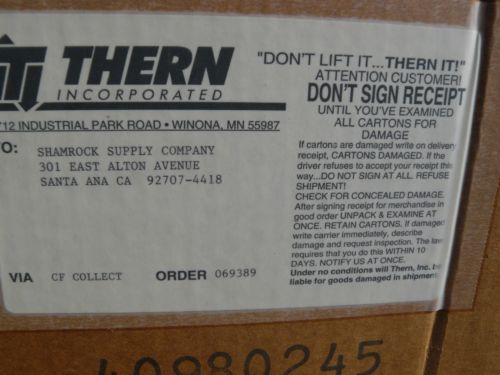 THERN
INCORPORATED
712 INDUSTRIAL PARK ROAD • WINONA, MN 55987
TO: SHAMROCK SUPPLY COMPANY
301 EAST ALTON AVENUE
SANTA ANA CA 92707-4418
VIA CF COLLECT ORDER 069389
"DON'T LIFT IT...THERN IT!"
ATTENTION CUSTOMER!
DON'T SIGN RECEIPT
UNTIL YOU'VE EXAMINED
ALL CARTONS FOR
DAMAGE
If cartons are damaged write on delivery
receipt, CARTONS DAMAGED. If the
driver refuses to accept your receipt this
way...DO NOT SIGN AT ALL. REFUSE
SHIPMENT!
CHECK FOR CONCEALED DAMAGE.
After signing receipt for merchandise in
good order UNPACK & EXAMINE AT
ONCE. RETAIN CARTONS. If damaged
write carrier immediately, describe
damage and request inspection. The law
requires that you do this WITHIN 10
DAYS. NOTIFY US AT ONCE.
Under no conditions will Thern, Inc. be
liable for goods damaged in shipment.
40980245